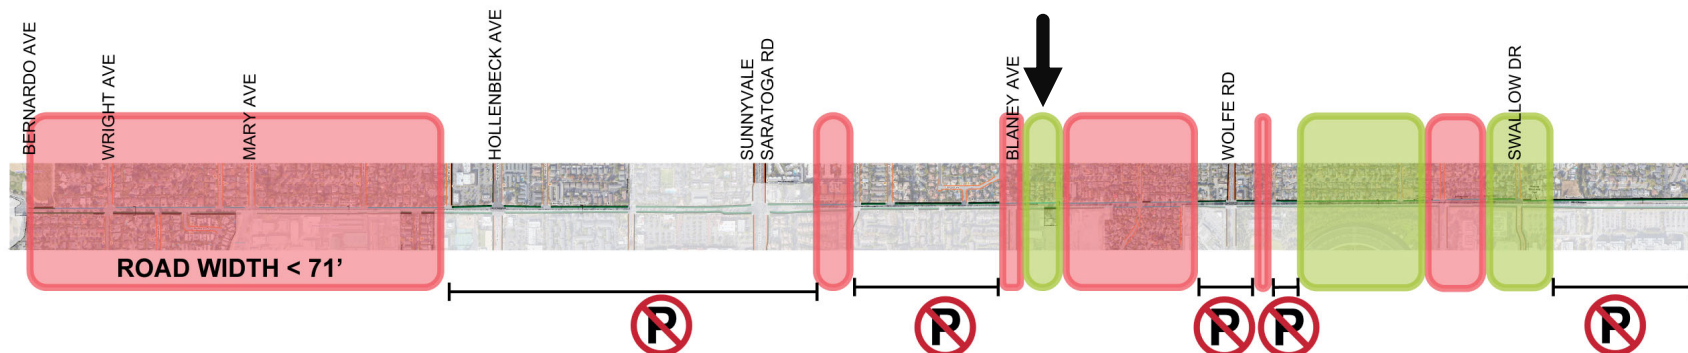 BERNARDO AVE
WRIGHT AVE
MARY AVE
HOLLENBECK AVE
SUNNYVALE
SARATOGA RD
BLANEY AVE
WOLFE RD
SWALLOW DR
ROAD WIDTH < 71’
P
P
P
P
P